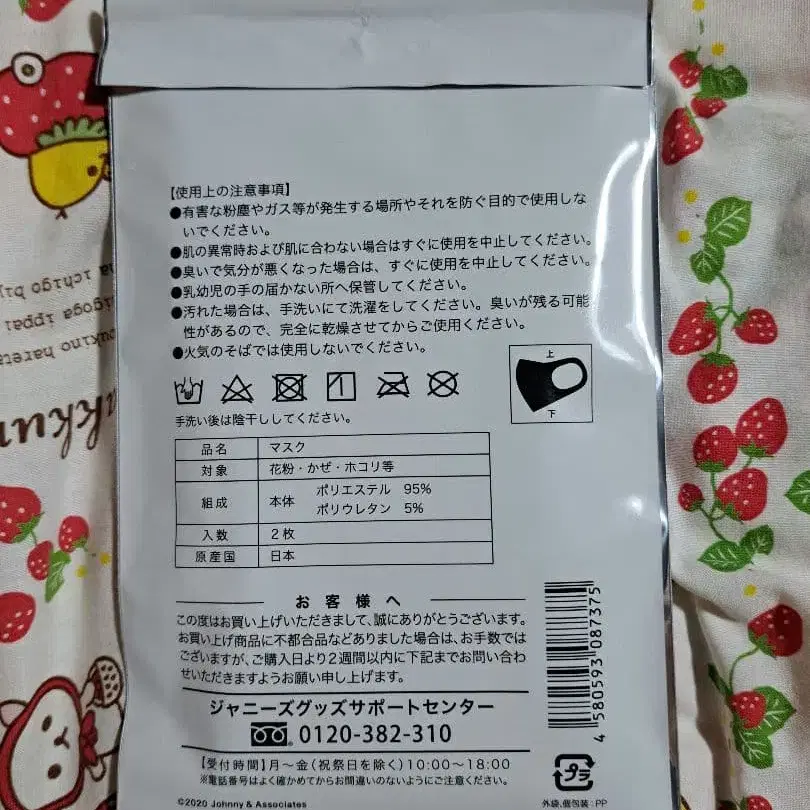 【使用上の注意事項】
●有害な粉塵やガス等が発生する場所やそれを防ぐ目的で使用しな
いでください。
●肌の異常時および肌に合わない場合はすぐに使用を中止してください。
●臭いで気分が悪くなった場合は、すぐに使用を中止してください。
●乳幼児の手の届かない所へ保管してください。
●汚れた場合は、手洗いにて洗濯をしてください。臭いが残る可能
性があるので、完全に乾燥させてからご使用ください。
●火気のそばでは使用しないでください。
上
下
手洗い後は陰干ししてください。
品名 マスク
対象 花粉・かぜ・ホコリ等
組成 本体 ポリエステル 95%
ポリウレタン 5%
入数 2枚
原産国 日本
お客様へ
この度はお買い上げいただきまして、誠にありがとうございます。
お買い上げ商品に不都合品などありました場合は、お手数では
ございますが、ご購入日より2週間以内に下記までお問い合わ
せいただきますようお願い申し上げます。
ジャニーズグッズサポートセンター
0120-382-310
【受付時間】月〜金(祝祭日を除く)10:00〜18:00
※電話番号はよく確かめてからお間違いのないようにご注意ください。
©2020 Johnny & Associates
4 580593 087375
プラ
外袋、個包装:PP